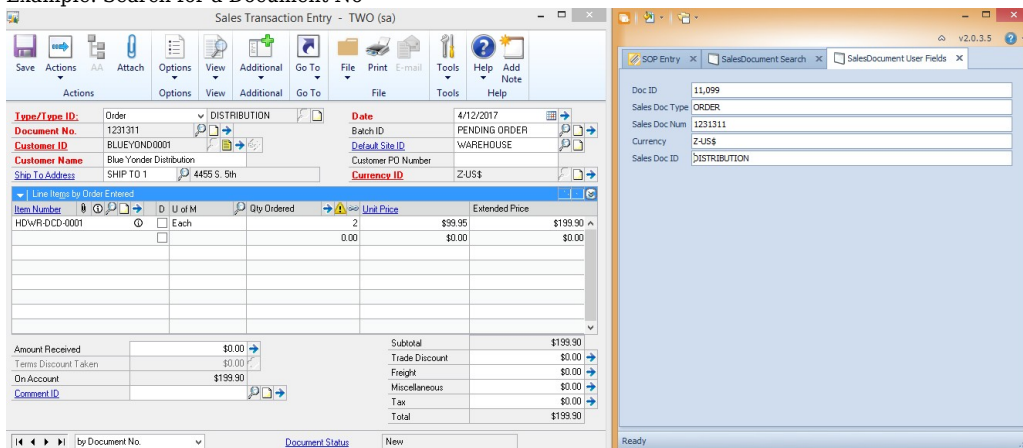 Example: Search for a Document No
Sales Transaction Entry - TWO (sa)
Save Actions AA Attach Options View Additional Go To File Print E-mail Tools Help Add Note
Actions Options View Additional Go To File Tools Help
Type/Type ID: Order DISTRIBUTION Date 4/12/2017
Document No. 1231311 Batch ID PENDING ORDER
Customer ID BLUEYOND0001 Default Site ID WAREHOUSE
Customer Name Blue Yonder Distribution Customer PO Number
Ship To Address SHIP TO 1 4455 S. 5th Currency ID Z-US$
Line Items by Order Entered
Item Number D U of M Qty Ordered Unit Price Extended Price
HDWR-DCD-0001 Each 2 $99.95 $199.90
0.00 $0.00 $0.00
Subtotal $199.90
Amount Received $0.00 Trade Discount $0.00
Terms Discount Taken $0.00 Freight $0.00
On Account $199.90 Miscellaneous $0.00
Comment ID Tax $0.00
Total $199.90
by Document No. Document Status New
v2.0.3.5
SOP Entry SalesDocument Search SalesDocument User Fields
Doc ID 11,099
Sales Doc Type ORDER
Sales Doc Num 1231311
Currency Z-US$
Sales Doc ID DISTRIBUTION
Ready